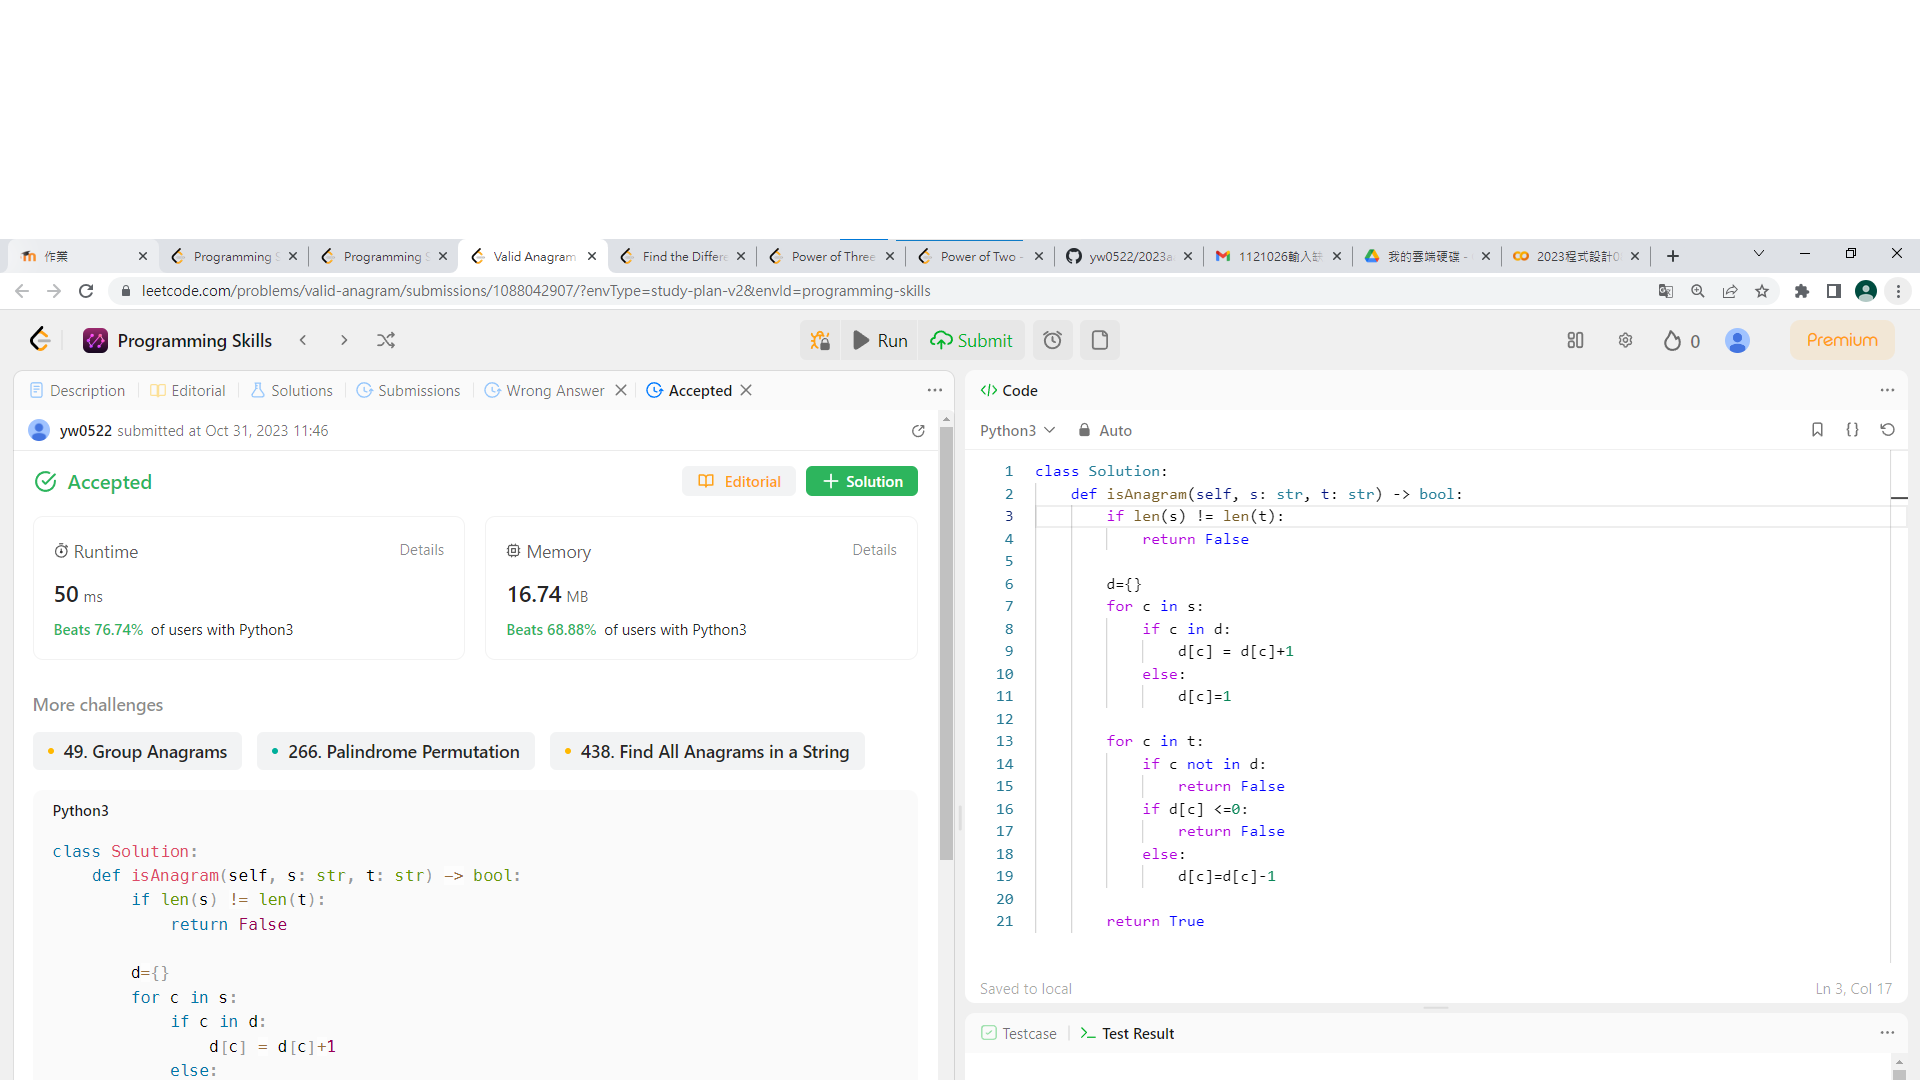 作業
Programming S
Programming S
Valid Anagram
Find the Differe
Power of Three
Power of Two -
yw0522/2023a
1121026輸入
我的雲端硬碟 -
2023程式設計0
leetcode.com/problems/valid-anagram/submissions/1088042907/?envType=study-plan-v2&envId=programming-skills
Programming Skills
Run
Submit
0
Premium
Description
Editorial
Solutions
Submissions
Wrong Answer
Accepted
yw0522 submitted at Oct 31, 2023 11:46
Accepted
Editorial
Solution
Runtime
Details
50 ms
Beats 76.74% of users with Python3
Memory
Details
16.74 MB
Beats 68.88% of users with Python3
More challenges
49. Group Anagrams
266. Palindrome Permutation
438. Find All Anagrams in a String
Python3
class Solution:
    def isAnagram(self, s: str, t: str) -> bool:
        if len(s) != len(t):
            return False
        d={}
        for c in s:
            if c in d:
                d[c] = d[c]+1
            else:
</> Code
Python3
Auto
1 class Solution:
2     def isAnagram(self, s: str, t: str) -> bool:
3         if len(s) != len(t):
4             return False
5
6         d={}
7         for c in s:
8             if c in d:
9                 d[c] = d[c]+1
10             else:
11                 d[c]=1
12
13         for c in t:
14             if c not in d:
15                 return False
16             if d[c] <=0:
17                 return False
18             else:
19                 d[c]=d[c]-1
20
21         return True
Saved to local
Ln 3, Col 17
Testcase
Test Result